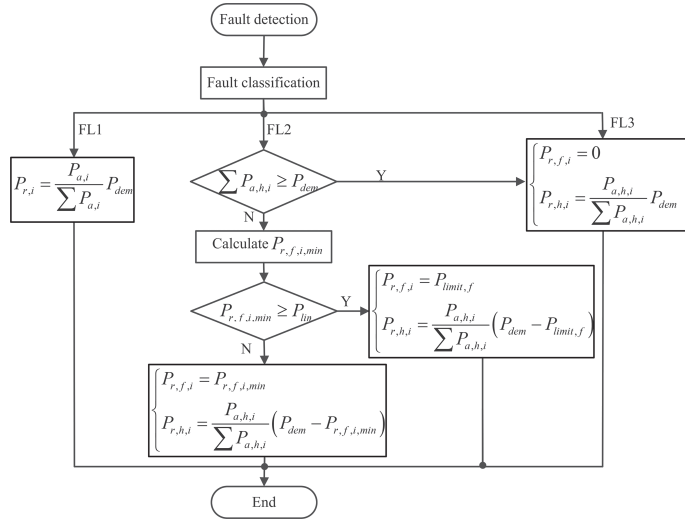 Fault detection
Fault classification
FL1
FL2
FL3
P_{r,i} = \frac{P_{a,i}}{\sum P_{a,i}} P_{dem}
\sum P_{a,h,i} ≥ P_{dem}
Y
P_{r,f,i} = 0
P_{r,h,i} = \frac{P_{a,h,i}}{\sum P_{a,h,i}} P_{dem}
N
Calculate P_{r,f,i,min}
P_{r,f,i,min} ≥ P_{lin}
Y
P_{r,f,i} = P_{limit,f}
P_{r,h,i} = \frac{P_{a,h,i}}{\sum P_{a,h,i}} (P_{dem} − P_{limit,f})
N
P_{r,f,i} = P_{r,f,i,min}
P_{r,h,i} = \frac{P_{a,h,i}}{\sum P_{a,h,i}} (P_{dem} − P_{r,f,i,min})
End